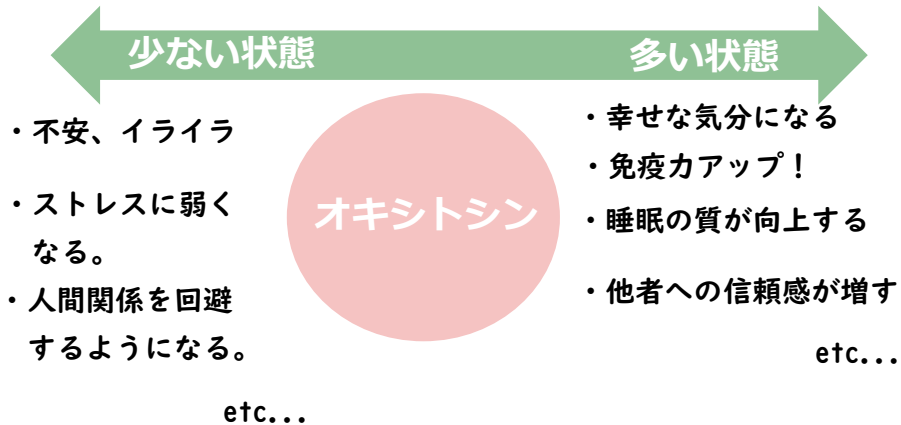 少ない状態
多い状態
・不安、イライラ
・ストレスに弱く
なる。
・人間関係を回避
するようになる。
etc...
オキシトシン
・幸せな気分になる
・免疫力アップ！
・睡眠の質が向上する
・他者への信頼感が増す
etc...